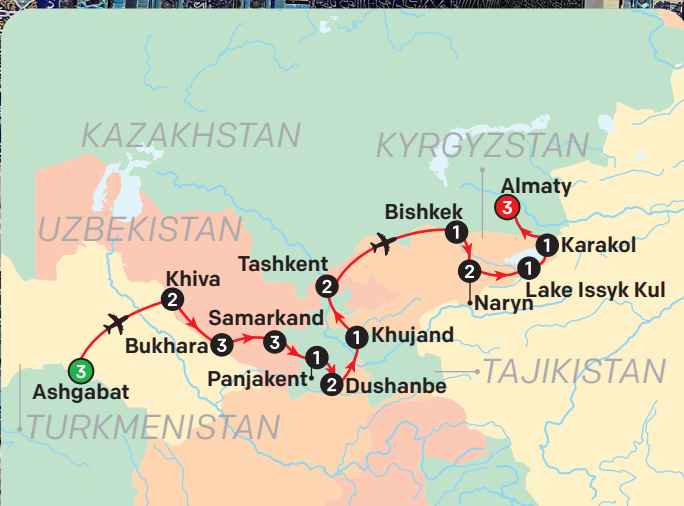 KAZAKHSTAN
KYRGYZSTAN
Almaty
3
Bishkek
1
UZBEKISTAN
1
Karakol
Tashkent
2
1
Lake Issyk Kul
Khiva
2
2
Naryn
Samarkand
Bukhara
3
3
1
Khujand
1
Panjakent
Ashgabat
3
2
Dushanbe
TAJIKISTAN
TURKMENISTAN